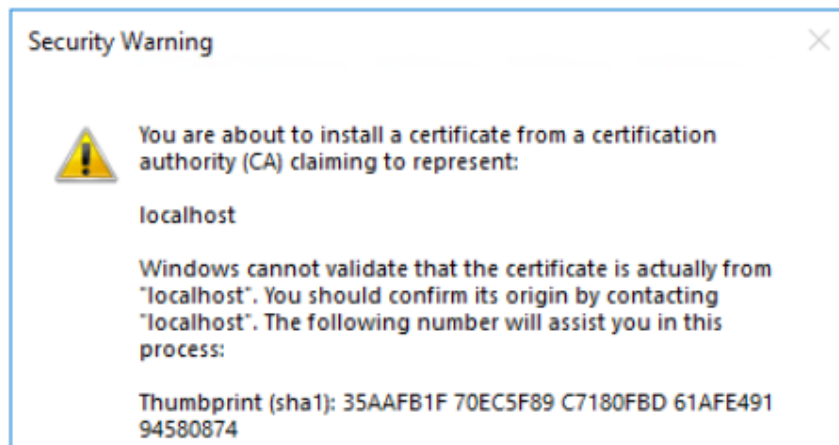 Security Warning
You are about to install a certificate from a certification
authority (CA) claiming to represent:
localhost
Windows cannot validate that the certificate is actually from
"localhost". You should confirm its origin by contacting
"localhost". The following number will assist you in this
process:
Thumbprint (sha1): 35AAFB1F 70EC5F89 C7180FBD 61AFE491
94580874